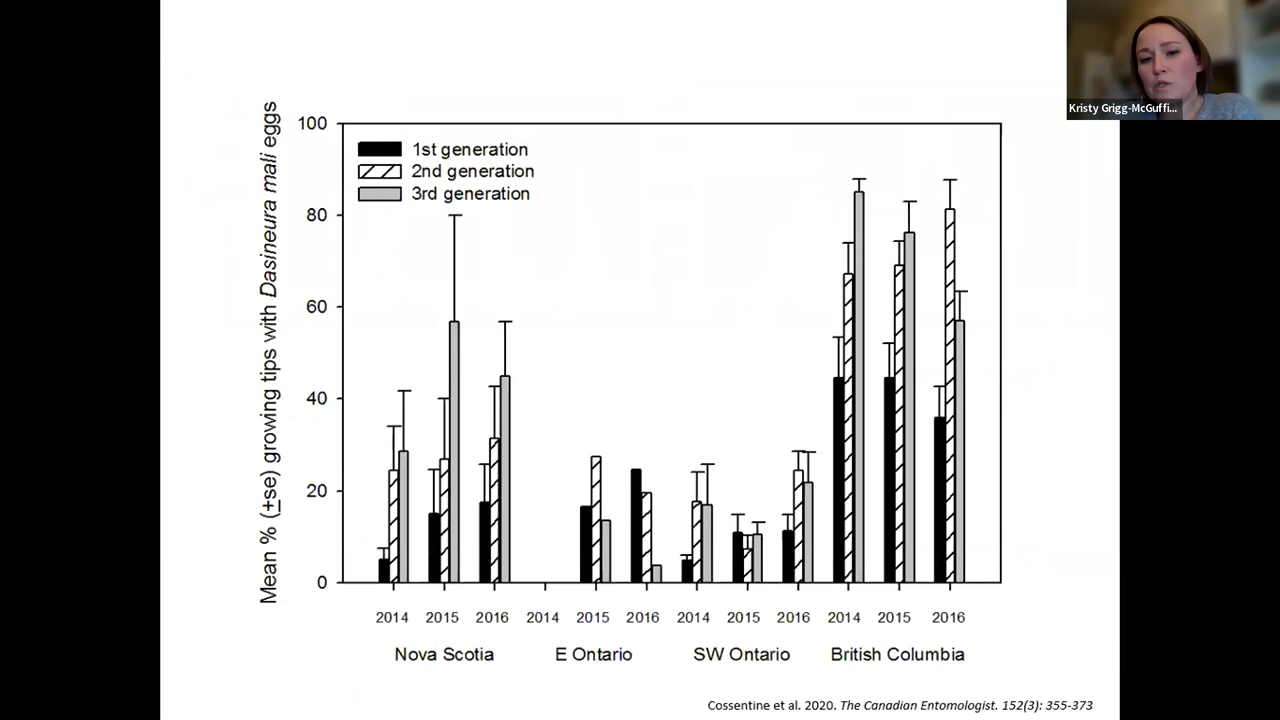 Kristy Grigg-McGuffi...
Mean % (±se) growing tips with Dasineura mali eggs
100
80
60
40
20
0
1st generation
2nd generation
3rd generation
2014 2015 2016 2014 2015 2016 2014 2015 2016 2014 2015 2016
Nova Scotia E Ontario SW Ontario British Columbia
Cossentine et al. 2020. The Canadian Entomologist. 152(3): 355-373